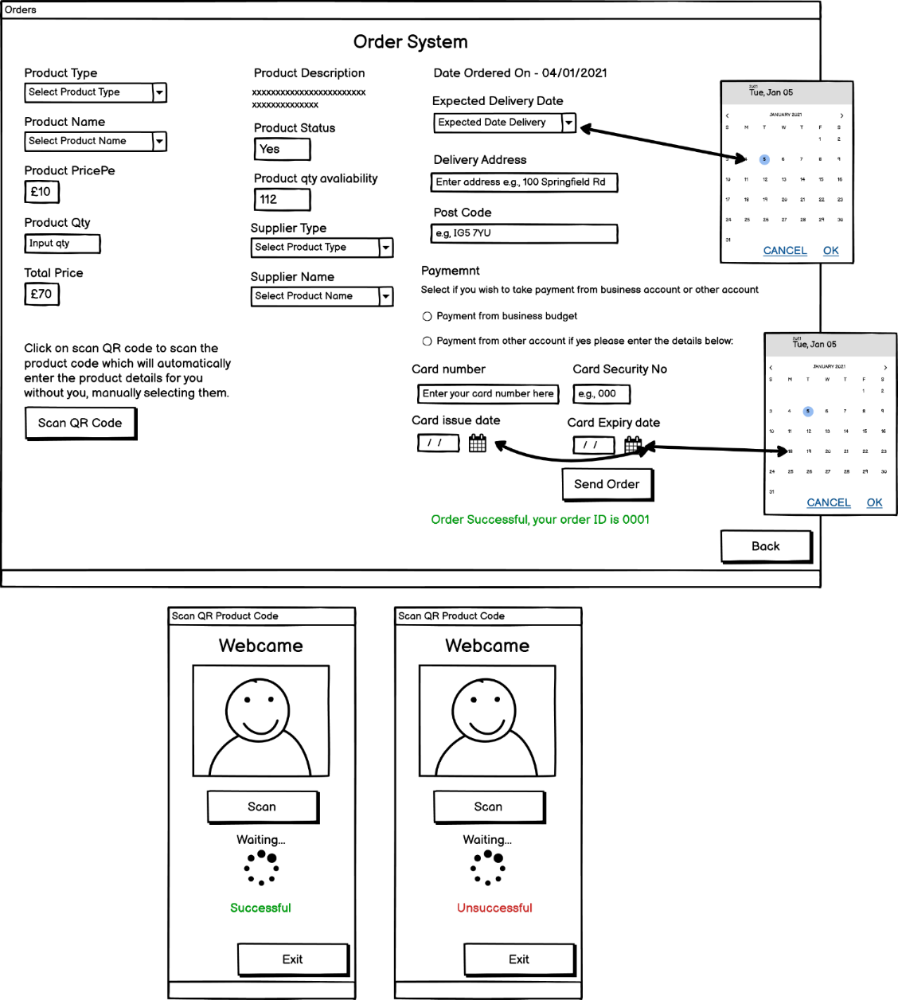 Orders
Order System
Product Type
Select Product Type
Product Name
Select Product Name
Product PricePe
£10
Product Qty
Input qty
Total Price
£70
Click on scan QR code to scan the
product code which will automatically
enter the product details for you
without you, manually selecting them.
Scan QR Code
Product Description
xxxxxxxxxxxxxxxxxxxxxxxx
xxxxxxxxxxxxxx
Product Status
Yes
Product qty avaliability
112
Supplier Type
Select Product Type
Supplier Name
Select Product Name
Date Ordered On - 04/01/2021
Expected Delivery Date
Expected Date Delivery
Delivery Address
Enter address e.g., 100 Springfield Rd
Post Code
e.g, IG5 7YU
Paymemnt
Select if you wish to take payment from business account or other account
Payment from business budget
Payment from other account if yes please enter the details below:
Card number
Card Security No
Enter your card number here
e.g., 000
Card issue date
Card Expiry date
/ /
/ /
Send Order
Order Successful, your order ID is 0001
Back
2021
Tue, Jan 05
JANUARY 2021
S M T W T F S
1 2
3 4 5 6 7 8 9
10 11 12 13 14 15 16
17 18 19 20 21 22 23
24 25 26 27 28 29 30
31
CANCEL OK
2021
Tue, Jan 05
JANUARY 2021
S M T W T F S
1 2
3 4 5 6 7 8 9
10 11 12 13 14 15 16
18 19 20 21 22 23
24 25 26 27 28 29 30
31
CANCEL OK
Scan QR Product Code
Webcame
Scan
Waiting...
Successful
Exit
Scan QR Product Code
Webcame
Scan
Waiting...
Unsuccessful
Exit